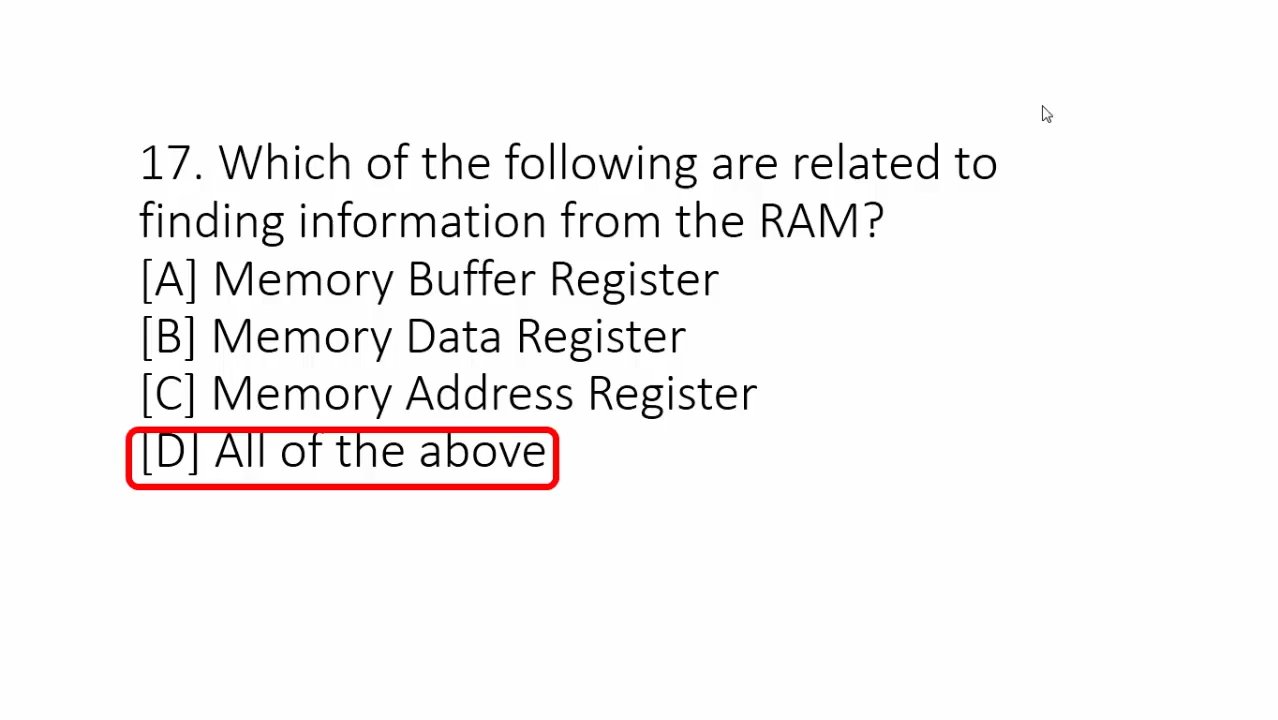 17. Which of the following are related to
finding information from the RAM?
[A] Memory Buffer Register
[B] Memory Data Register
[C] Memory Address Register
[D] All of the above